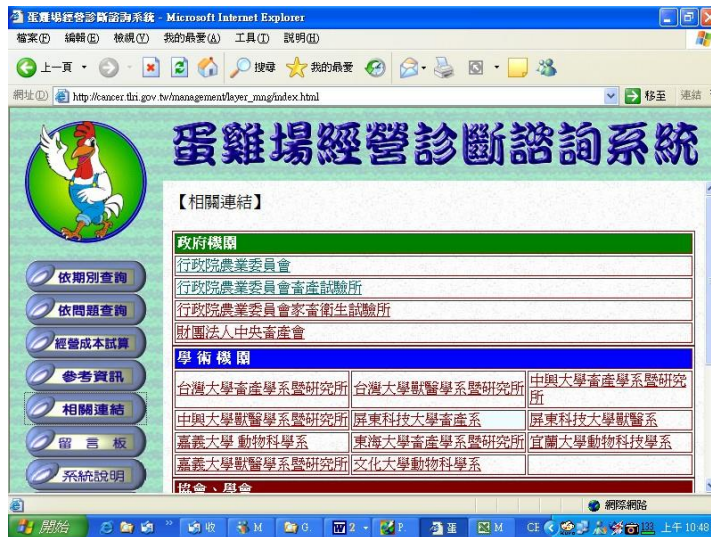 蛋雞場經營診斷諮詢系統 - Microsoft Internet Explorer
檔案(F) 編輯(E) 檢視(V) 我的最愛(A) 工具(T) 說明(H)
上一頁 搜尋 我的最愛
網址(D) http://cancer.tlri.gov.tw/management/layer_mng/index.html 移至 連結
蛋雞場經營診斷諮詢系統
【相關連結】
政府機關
行政院農業委員會
行政院農業委員會畜產試驗所
行政院農業委員會家畜衛生試驗所
財團法人中央畜產會
學術機關
台灣大學畜產學系暨研究所 台灣大學獸醫學系暨研究所 中興大學畜產學系暨研究所
中興大學獸醫學系暨研究所 屏東科技大學畜產系 屏東科技大學獸醫系
嘉義大學 動物科學系 東海大學畜產學系暨研究所 宜蘭大學動物科技學系
嘉義大學獸醫學系暨研究所 文化大學動物科學系
協會、學會
依期別查詢
依問題查詢
經營成本試算
參考資訊
相關連結
留言板
系統說明
網際網路
開始 收 M G. 2 P. 蛋 M CH 上午 10:48